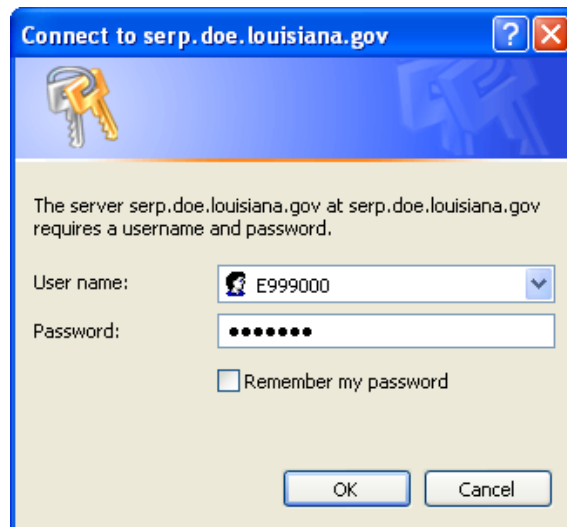 Connect to serp.doe.louisiana.gov
The server serp.doe.louisiana.gov at serp.doe.louisiana.gov
requires a username and password.
User name: E999000
Password: •••••••
Remember my password
OK Cancel